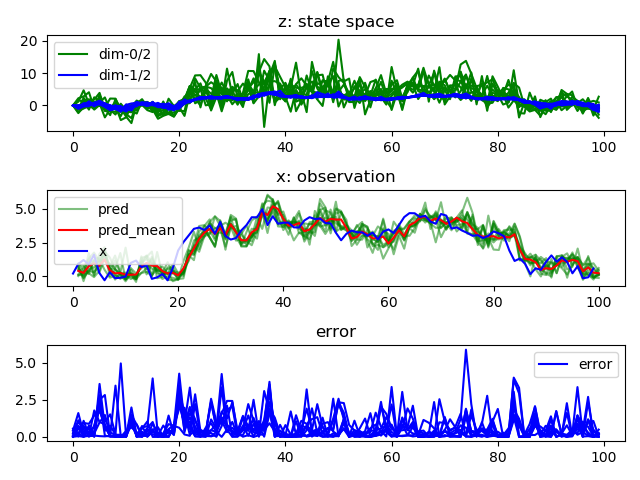 z: state space
20
10
0
dim-0/2
dim-1/2
0 20 40 60 80 100
x: observation
5.0
2.5
0.0
pred
pred_mean
x
0 20 40 60 80 100
error
5.0
2.5
0.0
error
0 20 40 60 80 100